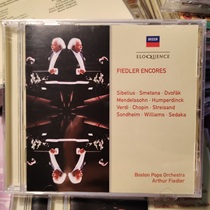 DECCA
ELOQUENCE
FIEDLER ENCORES
Sibelius · Smetana · Dvořák
Mendelssohn · Humperdinck
Verdi · Chopin · Streisand
Sondheim · Williams · Sedaka
Boston Pops Orchestra
Arthur Fiedler